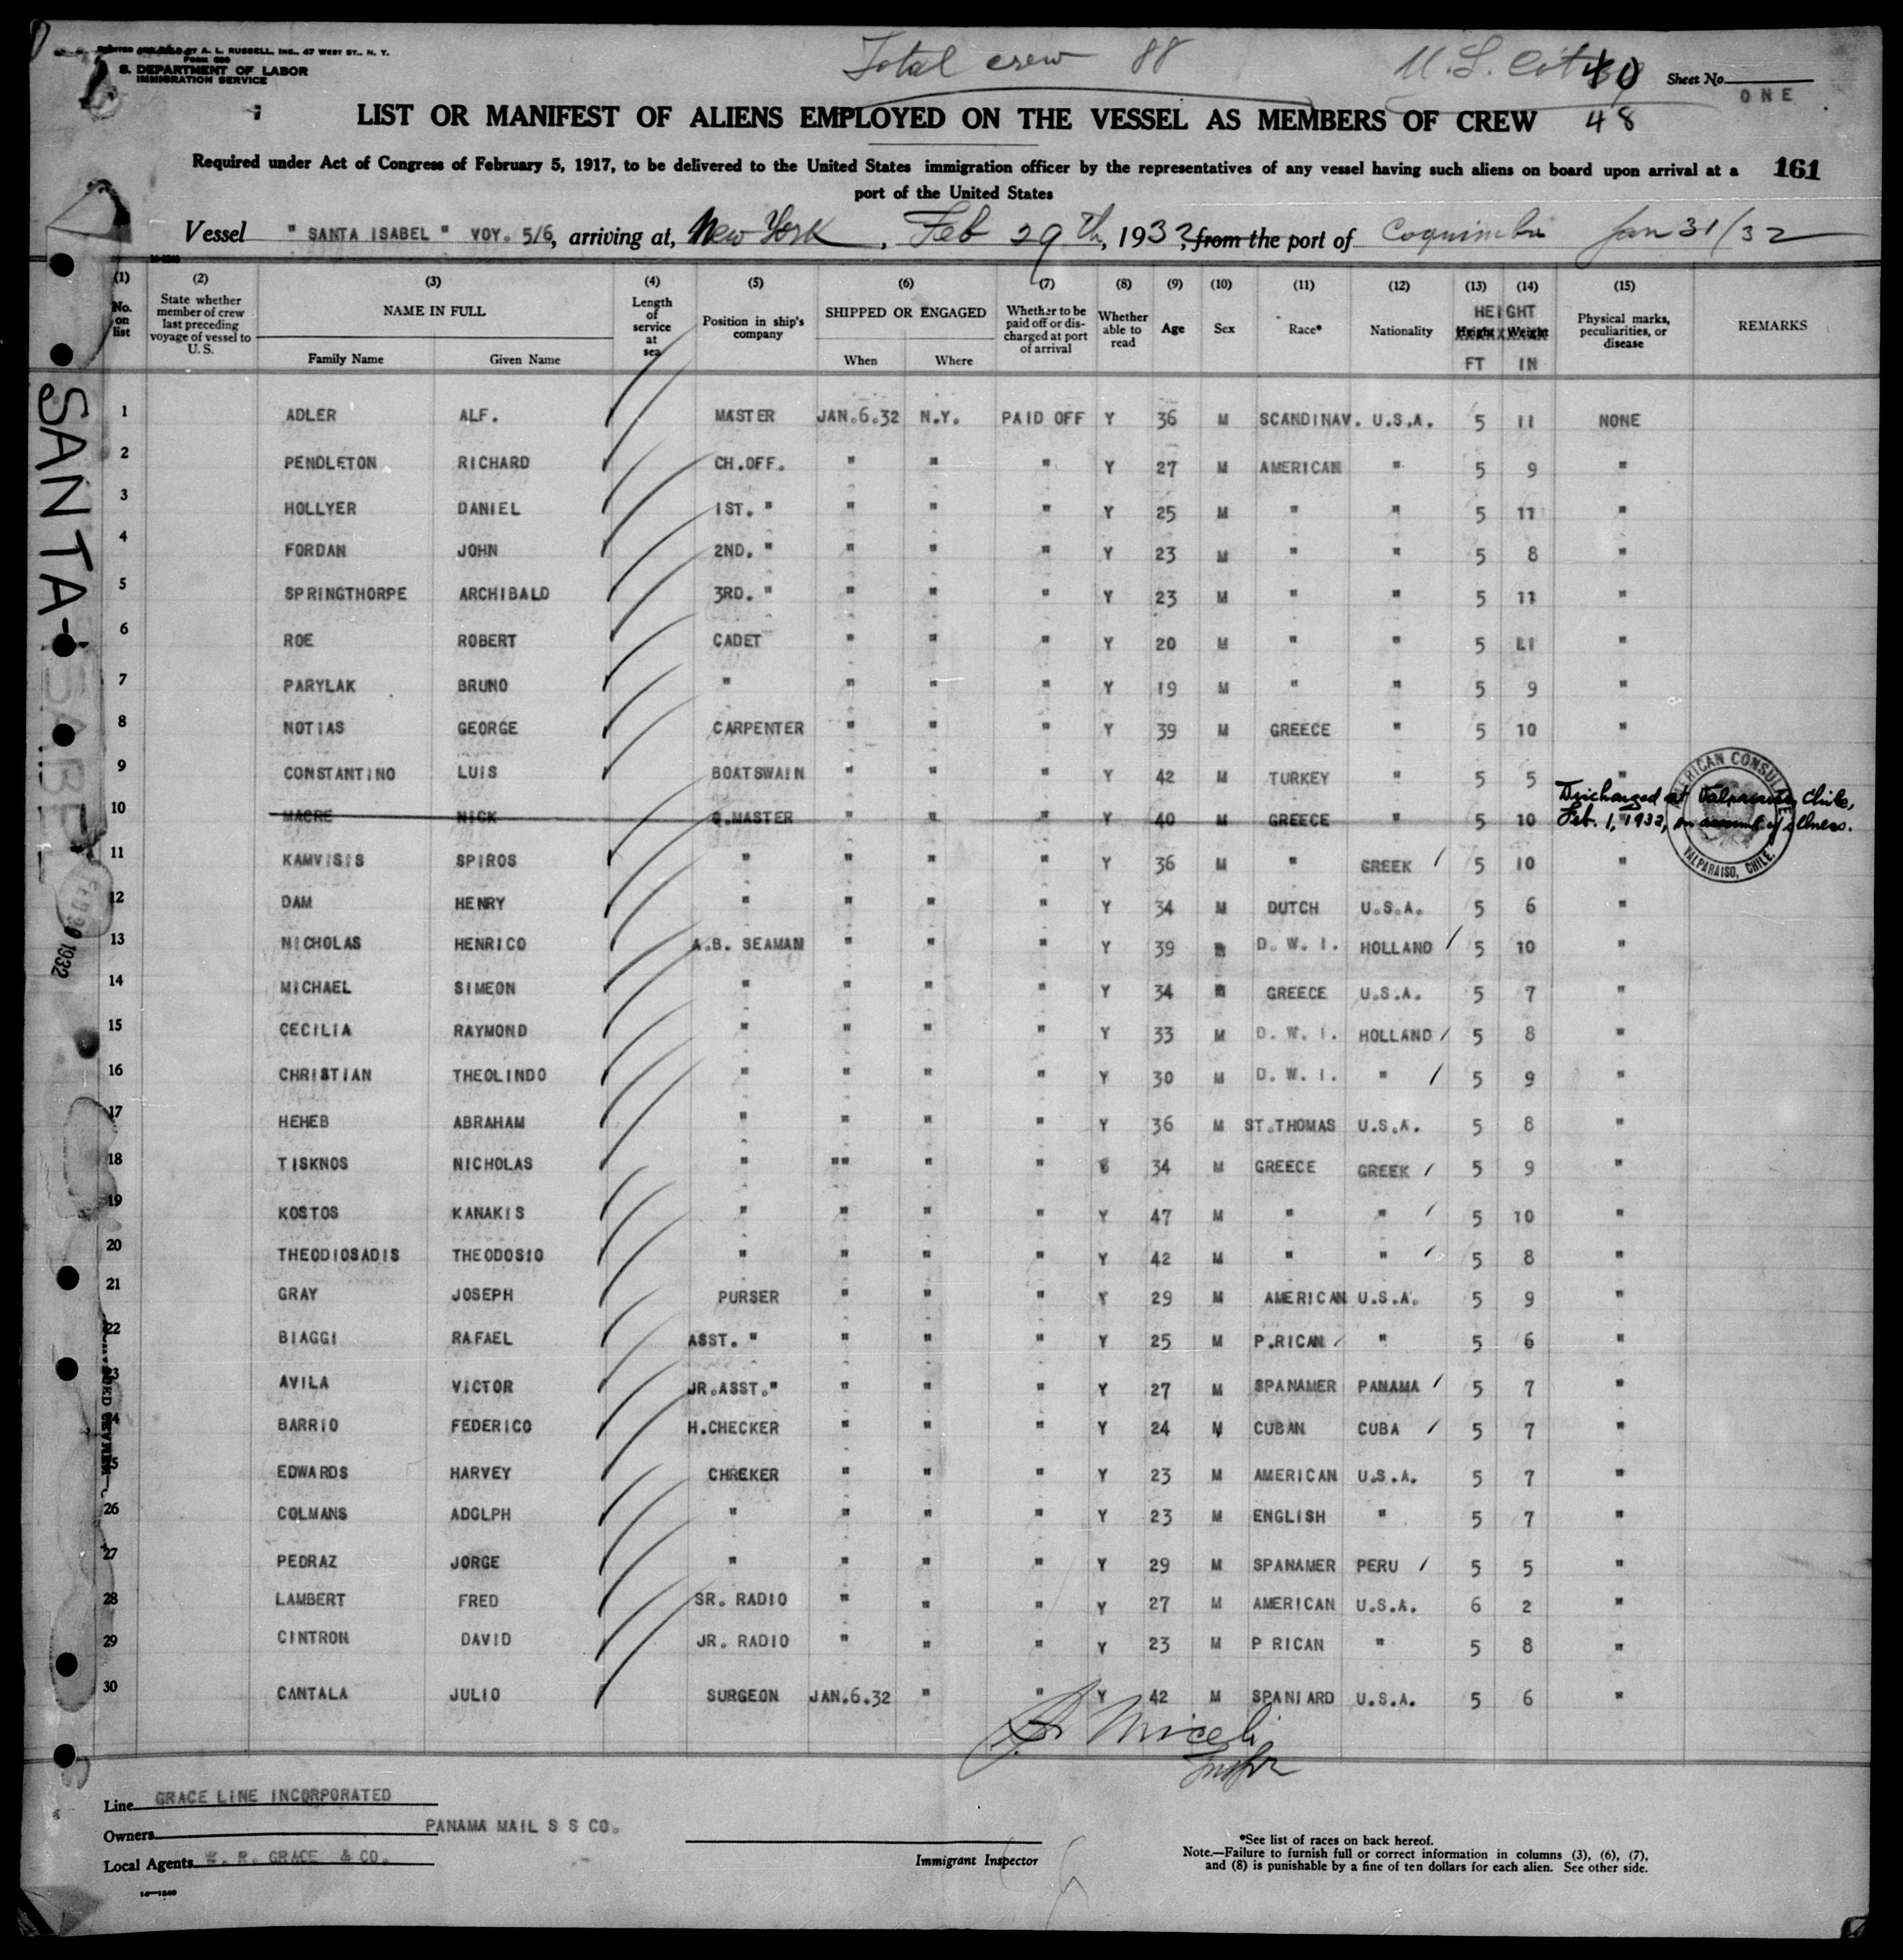 PRINTED AND SOLD BY A. L. RUSSELL, INC., 47 WEST ST., N. Y.
FORM 680
S. DEPARTMENT OF LABOR
IMMIGRATION SERVICE
Total crew 88
U.S. Cit 40
48
Sheet No.
ONE
LIST OR MANIFEST OF ALIENS EMPLOYED ON THE VESSEL AS MEMBERS OF CREW
Required under Act of Congress of February 5, 1917, to be delivered to the United States immigration officer by the representatives of any vessel having such aliens on board upon arrival at a
port of the United States
161
Vessel " SANTA ISABEL " VOY. 5/6, arriving at, New York, Feb 29th, 1932, from the port of Coquimbo Jan 31/32
(1) (2) (3) (4) (5) (6) (7) (8) (9) (10) (11) (12) (13) (14) (15)
No. on list
State whether member of crew last preceding voyage of vessel to U. S.
NAME IN FULL
Family Name Given Name
Length of service at sea
Position in ship's company
SHIPPED OR ENGAGED
When Where
Whether to be paid off or discharged at port of arrival
Whether able to read
Age
Sex
Race*
Nationality
HEIGHT
Height Weight
FT IN
Physical marks, peculiarities, or disease
REMARKS
1 ADLER ALF. MASTER JAN.6.32 N.Y. PAID OFF Y 36 M SCANDINAV. U.S.A. 5 11 NONE
2 PENDLETON RICHARD CH.OFF. " " " Y 27 M AMERICAN " 5 9 "
3 HOLLYER DANIEL 1ST. " " " " Y 25 M " " 5 11 "
4 FORDAN JOHN 2ND. " " " " Y 23 M " " 5 8 "
5 SPRINGTHORPE ARCHIBALD 3RD. " " " " Y 23 M " " 5 11 "
6 ROE ROBERT CADET " " " Y 20 M " " 5 11 "
7 PARYLAK BRUNO " " " " Y 19 M " " 5 9 "
8 NOTIAS GEORGE CARPENTER " " " Y 39 M GREECE " 5 10 "
9 CONSTANTINO LUIS BOATSWAIN " " " Y 42 M TURKEY " 5 5 "
10 MACRE NICK Q.MASTER " " " Y 40 M GREECE " 5 10 "
Discharged at Valparaiso, Chile,
Feb. 1, 1932, on account of illness.
AMERICAN CONSULATE
VALPARAISO, CHILE.
11 KAMVISIS SPIROS " " " " Y 36 M " GREEK 5 10 "
12 DAM HENRY " " " " Y 34 M DUTCH U.S.A. 5 6 "
13 NICHOLAS HENRICO A.B. SEAMAN " " " Y 39 M D. W. I. HOLLAND 5 10 "
14 MICHAEL SIMEON " " " " Y 34 M GREECE U.S.A. 5 7 "
15 CECILIA RAYMOND " " " " Y 33 M D. W. I. HOLLAND 5 8 "
16 CHRISTIAN THEOLINDO " " " " Y 30 M D. W. I. " 5 9 "
17 HEHEB ABRAHAM " " " " Y 36 M ST.THOMAS U.S.A. 5 8 "
18 TISKNOS NICHOLAS " "" " " 34 M GREECE GREEK 5 9 "
19 KOSTOS KANAKIS " " " " Y 47 M " " 5 10 "
20 THEODIOSADIS THEODOSIO " " " " Y 42 M " " 5 8 "
21 GRAY JOSEPH PURSER " " " Y 29 M AMERICAN U.S.A. 5 9 "
22 BIAGGI RAFAEL ASST. " " " " Y 25 M P.RICAN " 5 6 "
23 AVILA VICTOR JR.ASST." " " " Y 27 M SPANAMER PANAMA 5 7 "
24 BARRIO FEDERICO H.CHECKER " " " Y 24 M CUBAN CUBA 5 7 "
25 EDWARDS HARVEY CHREKER " " " Y 23 M AMERICAN U.S.A. 5 7 "
26 COLMANS ADOLPH " " " " Y 23 M ENGLISH " 5 7 "
27 PEDRAZ JORGE " " " " Y 29 M SPANAMER PERU 5 5 "
28 LAMBERT FRED SR. RADIO " " " Y 27 M AMERICAN U.S.A. 6 2 "
29 CINTRON DAVID JR. RADIO " " " Y 23 M P RICAN " 5 8 "
30 CANTALA JULIO SURGEON JAN.6.32 " " Y 42 M SPANIARD U.S.A. 5 6 "
Miceli
SANTA ISABEL
1932
Line GRACE LINE INCORPORATED
Owners PANAMA MAIL S S CO.
Local Agents W. R. GRACE & CO.
14—1240
Immigrant Inspector
*See list of races on back hereof.
Note.—Failure to furnish full or correct information in columns (3), (6), (7),
and (8) is punishable by a fine of ten dollars for each alien. See other side.